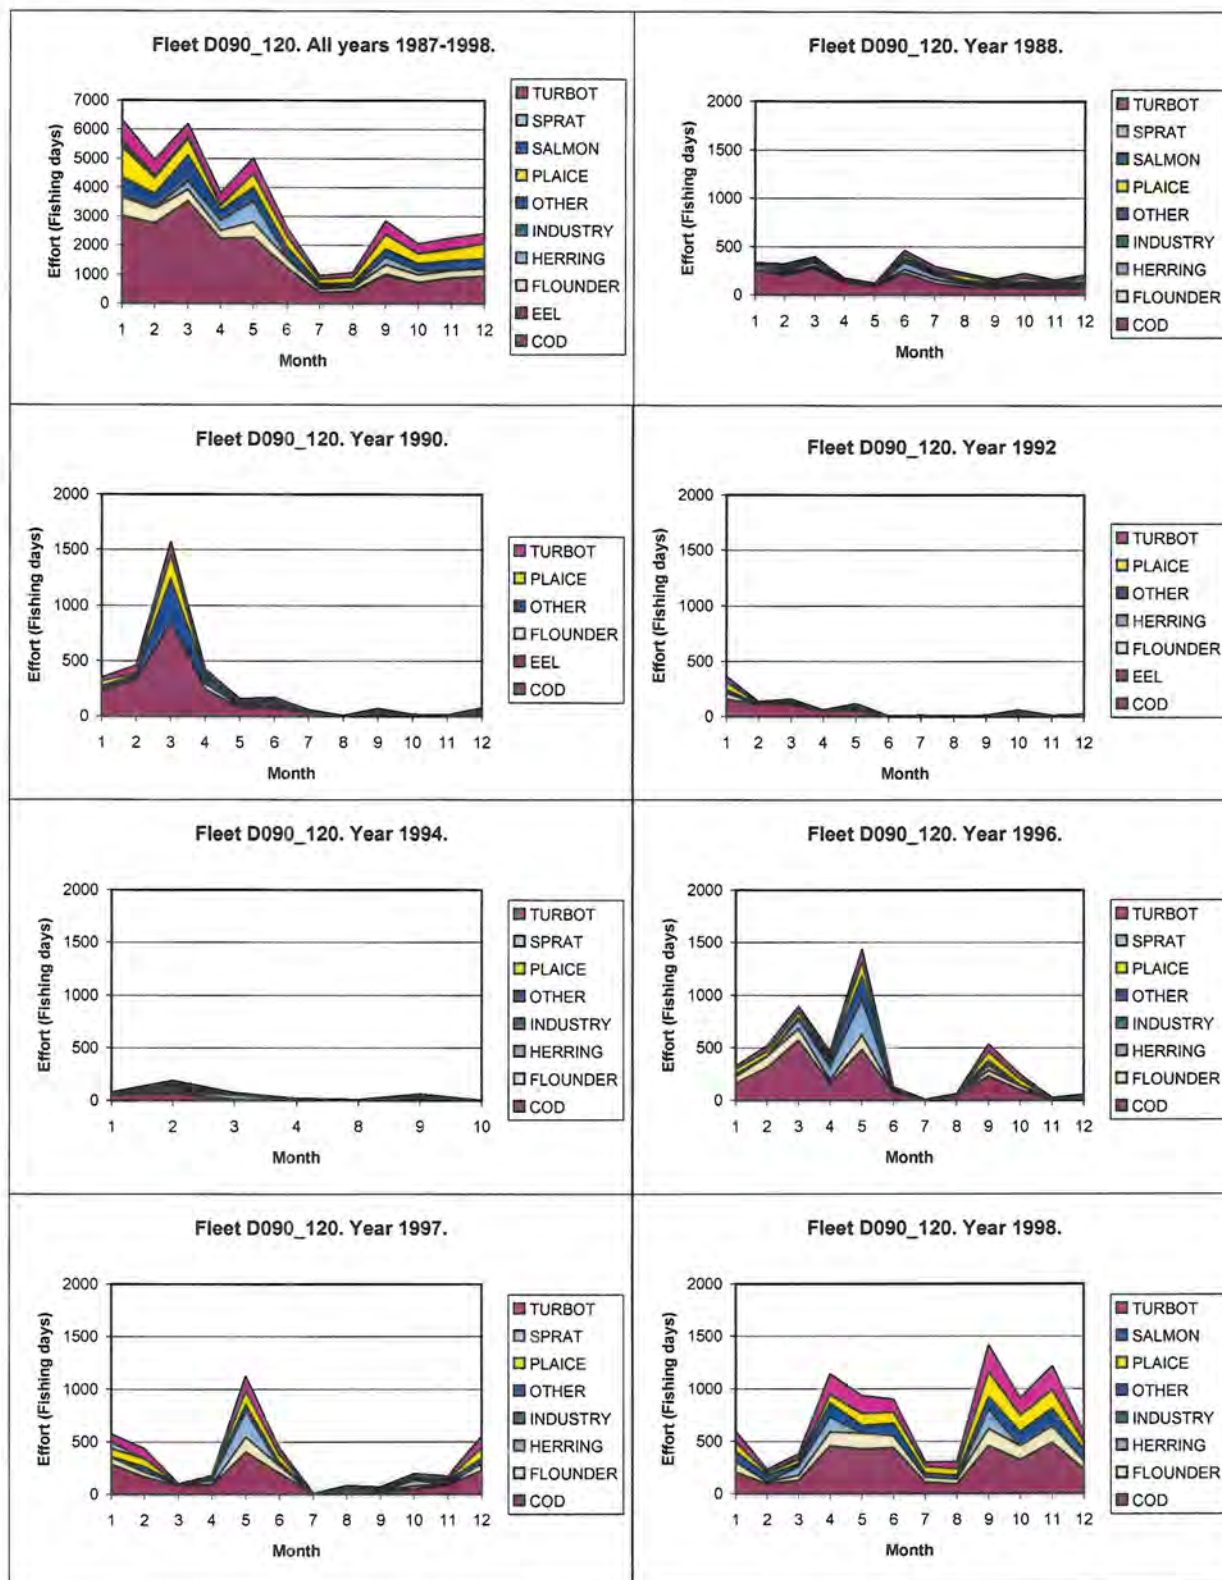 Fleet D090_120. All years 1987-1998.
Effort (Fishing days)
7000
6000
5000
4000
3000
2000
1000
0
1 2 3 4 5 6 7 8 9 10 11 12
Month
TURBOT
SPRAT
SALMON
PLAICE
OTHER
INDUSTRY
HERRING
FLOUNDER
EEL
COD
Fleet D090_120. Year 1988.
Effort (Fishing days)
2000
1500
1000
500
0
1 2 3 4 5 6 7 8 9 10 11 12
Month
TURBOT
SPRAT
SALMON
PLAICE
OTHER
INDUSTRY
HERRING
FLOUNDER
COD
Fleet D090_120. Year 1990.
Effort (Fishing days)
2000
1500
1000
500
0
1 2 3 4 5 6 7 8 9 10 11 12
Month
TURBOT
PLAICE
OTHER
FLOUNDER
EEL
COD
Fleet D090_120. Year 1992
Effort (Fishing days)
2000
1500
1000
500
0
1 2 3 4 5 6 7 8 9 10 11 12
Month
TURBOT
PLAICE
OTHER
HERRING
FLOUNDER
EEL
COD
Fleet D090_120. Year 1994.
Effort (Fishing days)
2000
1500
1000
500
0
1 2 3 4 8 9 10
Month
TURBOT
SPRAT
PLAICE
OTHER
INDUSTRY
HERRING
FLOUNDER
COD
Fleet D090_120. Year 1996.
Effort (Fishing days)
2000
1500
1000
500
0
1 2 3 4 5 6 7 8 9 10 11 12
Month
TURBOT
SPRAT
PLAICE
OTHER
INDUSTRY
HERRING
FLOUNDER
COD
Fleet D090_120. Year 1997.
Effort (Fishing days)
2000
1500
1000
500
0
1 2 3 4 5 6 7 8 9 10 11 12
Month
TURBOT
SPRAT
PLAICE
OTHER
INDUSTRY
HERRING
FLOUNDER
COD
Fleet D090_120. Year 1998.
Effort (Fishing days)
2000
1500
1000
500
0
1 2 3 4 5 6 7 8 9 10 11 12
Month
TURBOT
SALMON
PLAICE
OTHER
INDUSTRY
HERRING
FLOUNDER
COD